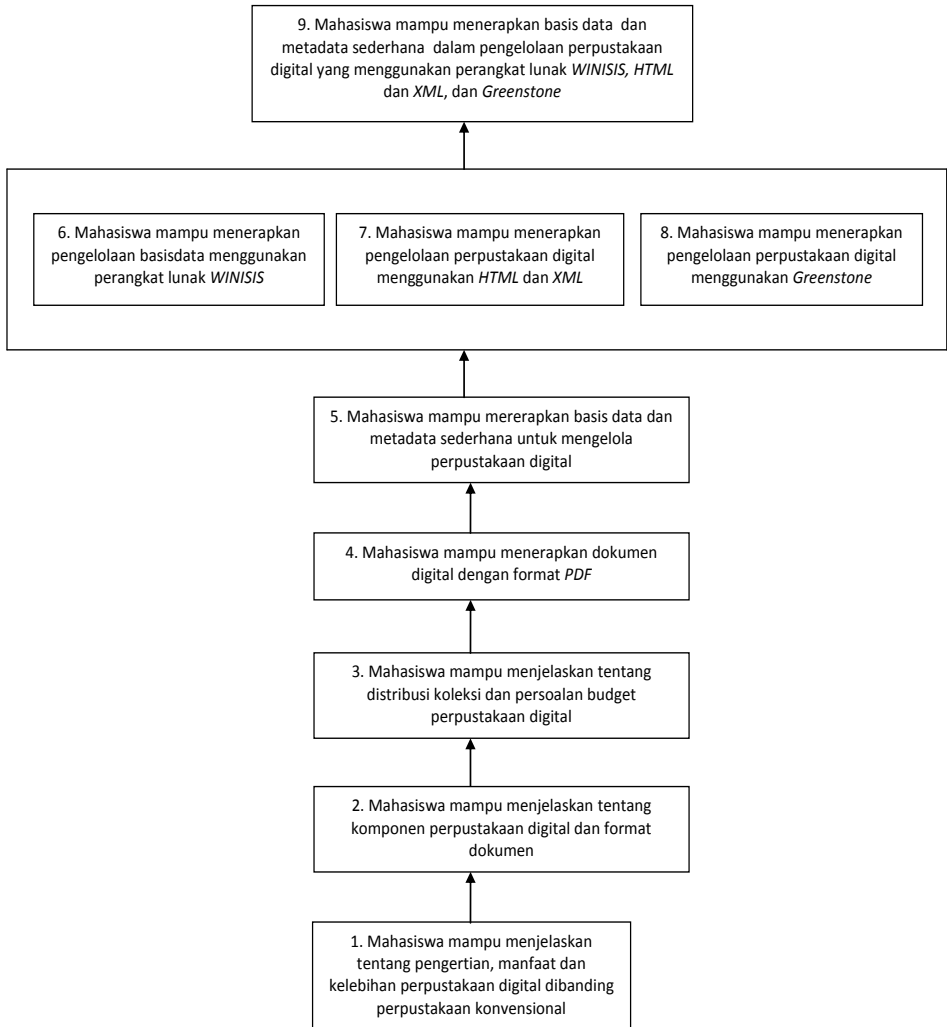 9. Mahasiswa mampu menerapkan basis data dan
metadata sederhana dalam pengelolaan perpustakaan
digital yang menggunakan perangkat lunak WINISIS, HTML
dan XML, dan Greenstone
6. Mahasiswa mampu menerapkan
pengelolaan basisdata menggunakan
perangkat lunak WINISIS
7. Mahasiswa mampu menerapkan
pengelolaan perpustakaan digital
menggunakan HTML dan XML
8. Mahasiswa mampu menerapkan
pengelolaan perpustakaan digital
menggunakan Greenstone
5. Mahasiswa mampu mererapkan basis data dan
metadata sederhana untuk mengelola
perpustakaan digital
4. Mahasiswa mampu menerapkan dokumen
digital dengan format PDF
3. Mahasiswa mampu menjelaskan tentang
distribusi koleksi dan persoalan budget
perpustakaan digital
2. Mahasiswa mampu menjelaskan tentang
komponen perpustakaan digital dan format
dokumen
1. Mahasiswa mampu menjelaskan
tentang pengertian, manfaat dan
kelebihan perpustakaan digital dibanding
perpustakaan konvensional